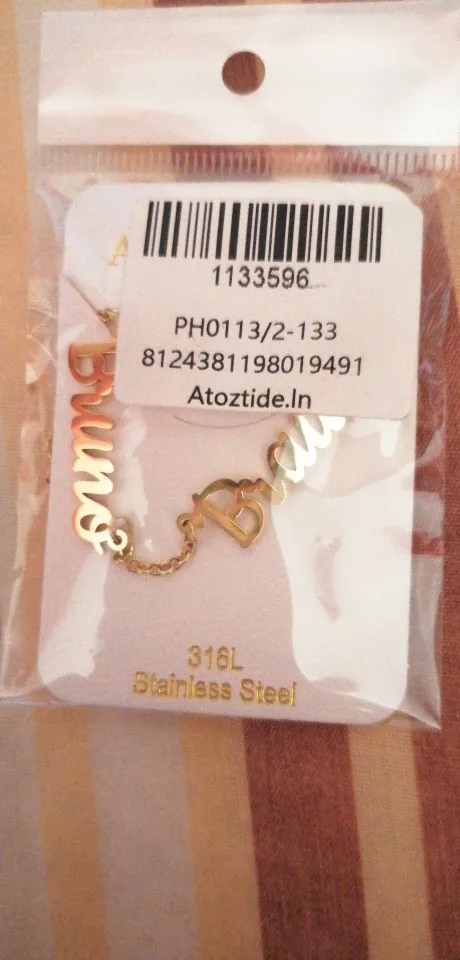 1133596
PH0113/2-133
8124381198019491
Atoztide.In
Bruno
316L
Stainless Steel